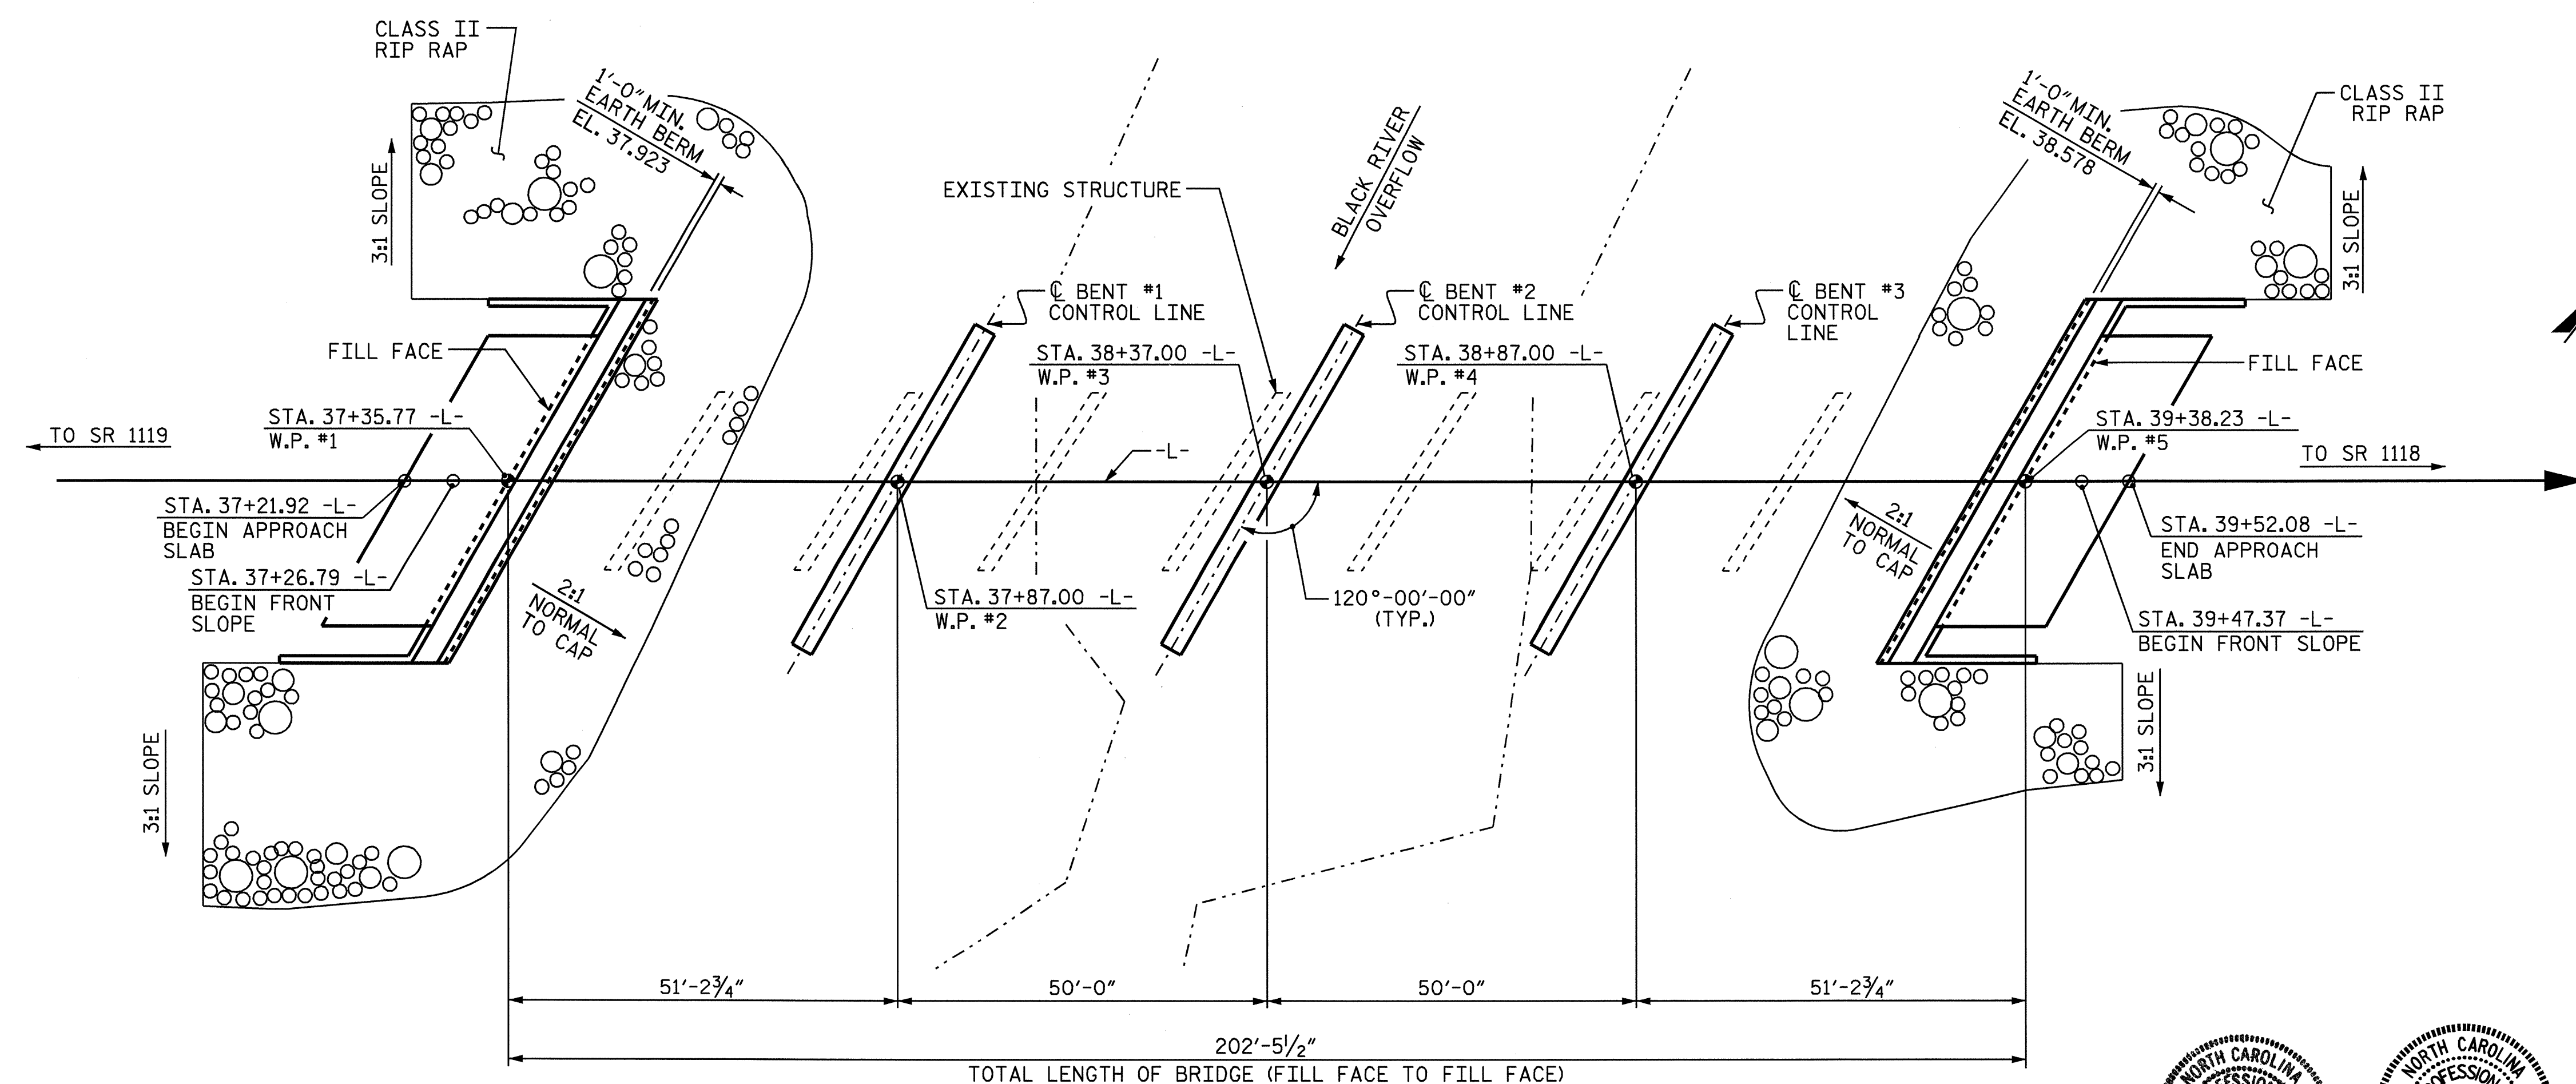 CLASS II
RIP RAP
1'-0" MIN.
EARTH BERM
EL. 37.923
3:1 SLOPE
BLACK RIVER
OVERFLOW
EXISTING STRUCTURE
1'-0" MIN.
EARTH BERM
EL. 38.578
CLASS II
RIP RAP
3:1 SLOPE
℄ BENT #1
CONTROL LINE
℄ BENT #2
CONTROL LINE
℄ BENT #3
CONTROL
LINE
FILL FACE
STA. 38+37.00 -L-
W.P. #3
STA. 38+87.00 -L-
W.P. #4
FILL FACE
STA. 37+35.77 -L-
W.P. #1
STA. 39+38.23 -L-
W.P. #5
TO SR 1119
-L-
TO SR 1118
STA. 37+21.92 -L-
BEGIN APPROACH
SLAB
STA. 37+26.79 -L-
BEGIN FRONT
SLOPE
2:1
NORMAL
TO CAP
STA. 37+87.00 -L-
W.P. #2
120°-00'-00"
(TYP.)
2:1
NORMAL
TO CAP
STA. 39+52.08 -L-
END APPROACH
SLAB
STA. 39+47.37 -L-
BEGIN FRONT SLOPE
3:1 SLOPE
3:1 SLOPE
51'-2¾"
50'-0"
50'-0"
51'-2¾"
202'-5½"
TOTAL LENGTH OF BRIDGE (FILL FACE TO FILL FACE)
NORTH CAROLINA
NORTH CAROLINA